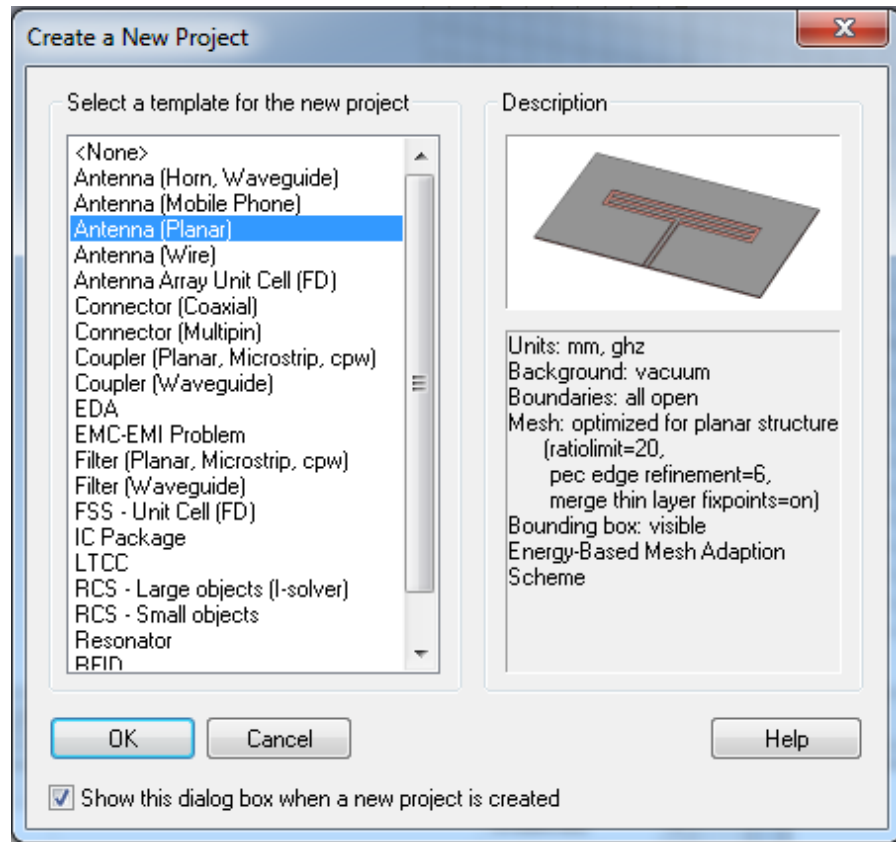 Create a New Project
Select a template for the new project
<None>
Antenna (Horn, Waveguide)
Antenna (Mobile Phone)
Antenna (Planar)
Antenna (Wire)
Antenna Array Unit Cell (FD)
Connector (Coaxial)
Connector (Multipin)
Coupler (Planar, Microstrip, cpw)
Coupler (Waveguide)
EDA
EMC-EMI Problem
Filter (Planar, Microstrip, cpw)
Filter (Waveguide)
FSS - Unit Cell (FD)
IC Package
LTCC
RCS - Large objects (I-solver)
RCS - Small objects
Resonator
RFID
Description
Units: mm, ghz
Background: vacuum
Boundaries: all open
Mesh: optimized for planar structure
(ratiolimit=20,
pec edge refinement=6,
merge thin layer fixpoints=on)
Bounding box: visible
Energy-Based Mesh Adaption
Scheme
OK
Cancel
Help
Show this dialog box when a new project is created